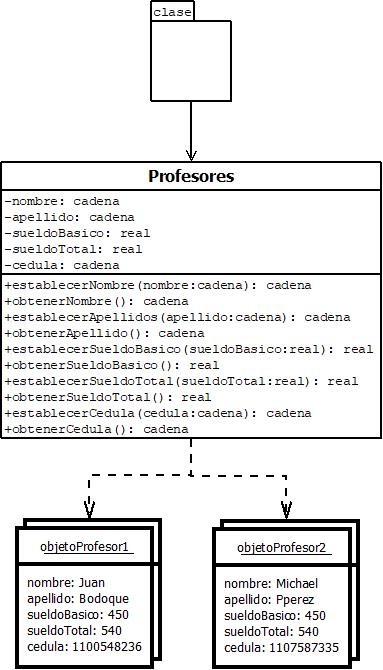 clase
Profesores
-nombre: cadena
-apellido: cadena
-sueldoBasico: real
-sueldoTotal: real
-cedula: cadena
+establecerNombre(nombre:cadena): cadena
+obtenerNombre(): cadena
+establecerApellidos(apellido:cadena): cadena
+obtenerApellido(): cadena
+establecerSueldoBasico(sueldoBasico:real): real
+obtenerSueldoBasico(): real
+establecerSueldoTotal(sueldoTotal:real): real
+obtenerSueldoTotal(): real
+establecerCedula(cedula:cadena): cadena
+obtenerCedula(): cadena
objetoProfesor1
nombre: Juan
apellido: Bodoque
sueldoBasico: 450
sueldoTotal: 540
cedula: 1100548236
objetoProfesor2
nombre: Michael
apellido: Pperez
sueldoBasico: 450
sueldoTotal: 540
cedula: 1107587335